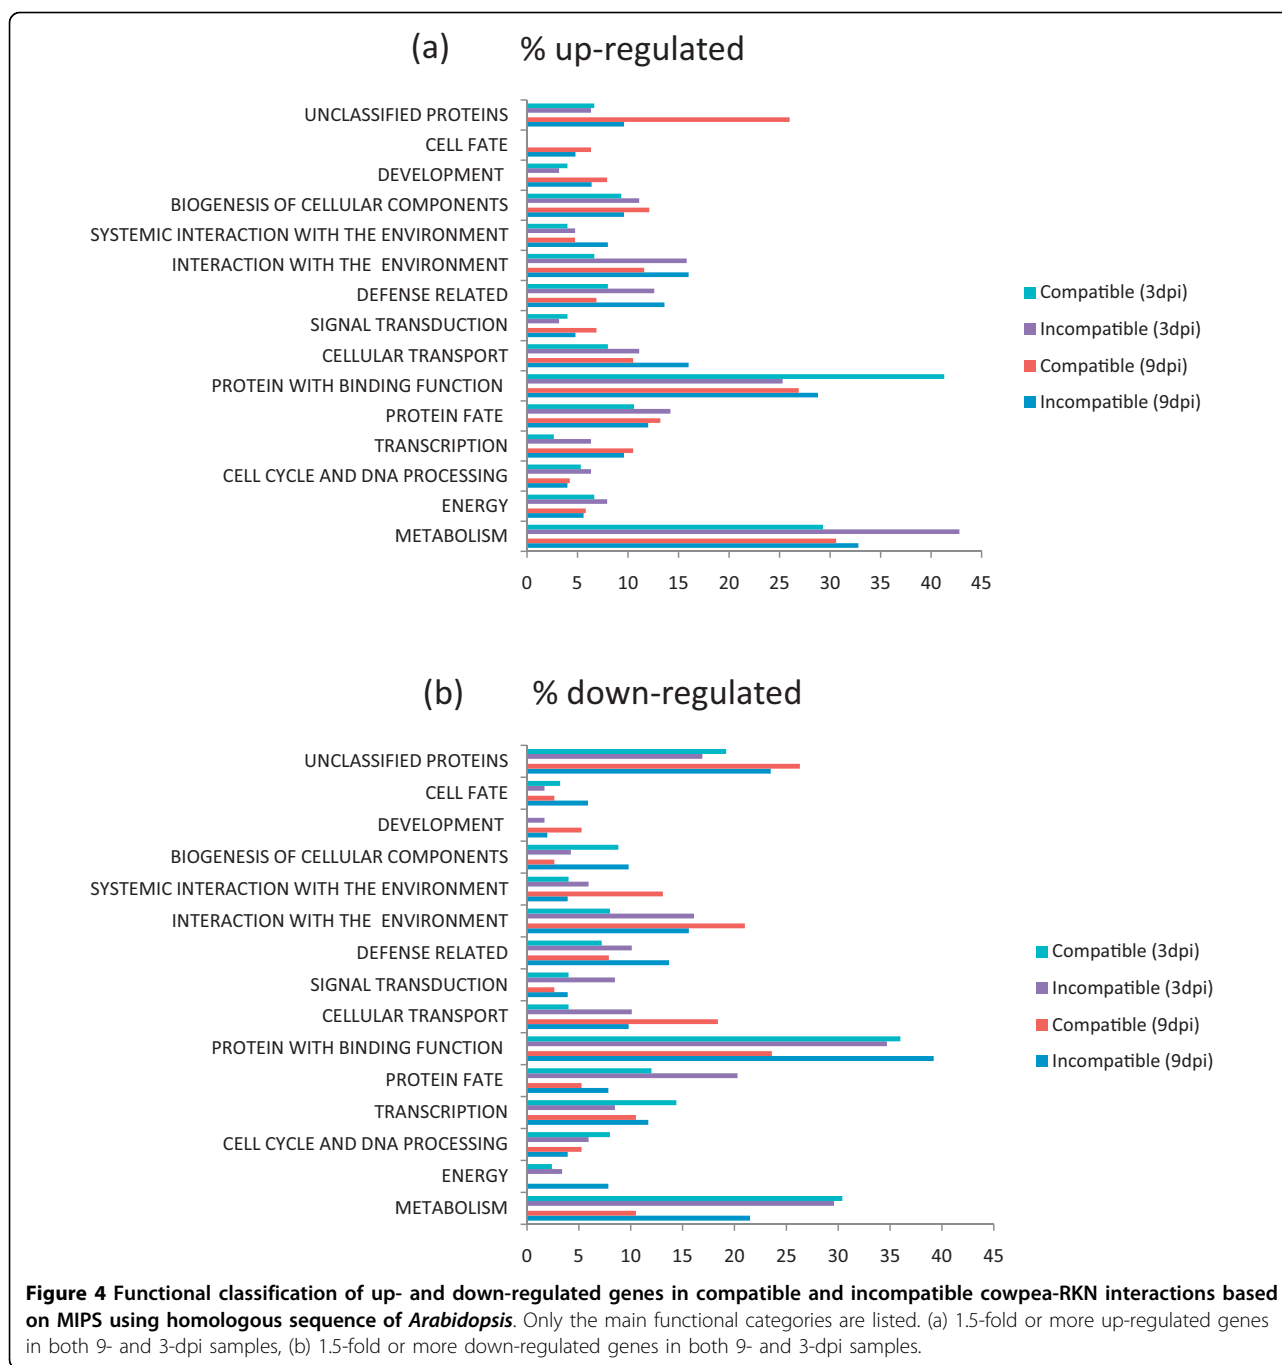 (a) % up-regulated
UNCLASSIFIED PROTEINS
CELL FATE
DEVELOPMENT
BIOGENESIS OF CELLULAR COMPONENTS
SYSTEMIC INTERACTION WITH THE ENVIRONMENT
INTERACTION WITH THE ENVIRONMENT
DEFENSE RELATED
SIGNAL TRANSDUCTION
CELLULAR TRANSPORT
PROTEIN WITH BINDING FUNCTION
PROTEIN FATE
TRANSCRIPTION
CELL CYCLE AND DNA PROCESSING
ENERGY
METABOLISM
0 5 10 15 20 25 30 35 40 45
Compatible (3dpi)
Incompatible (3dpi)
Compatible (9dpi)
Incompatible (9dpi)
(b) % down-regulated
UNCLASSIFIED PROTEINS
CELL FATE
DEVELOPMENT
BIOGENESIS OF CELLULAR COMPONENTS
SYSTEMIC INTERACTION WITH THE ENVIRONMENT
INTERACTION WITH THE ENVIRONMENT
DEFENSE RELATED
SIGNAL TRANSDUCTION
CELLULAR TRANSPORT
PROTEIN WITH BINDING FUNCTION
PROTEIN FATE
TRANSCRIPTION
CELL CYCLE AND DNA PROCESSING
ENERGY
METABOLISM
0 5 10 15 20 25 30 35 40 45
Compatible (3dpi)
Incompatible (3dpi)
Compatible (9dpi)
Incompatible (9dpi)
Figure 4 Functional classification of up- and down-regulated genes in compatible and incompatible cowpea-RKN interactions based
on MIPS using homologous sequence of Arabidopsis. Only the main functional categories are listed. (a) 1.5-fold or more up-regulated genes
in both 9- and 3-dpi samples, (b) 1.5-fold or more down-regulated genes in both 9- and 3-dpi samples.